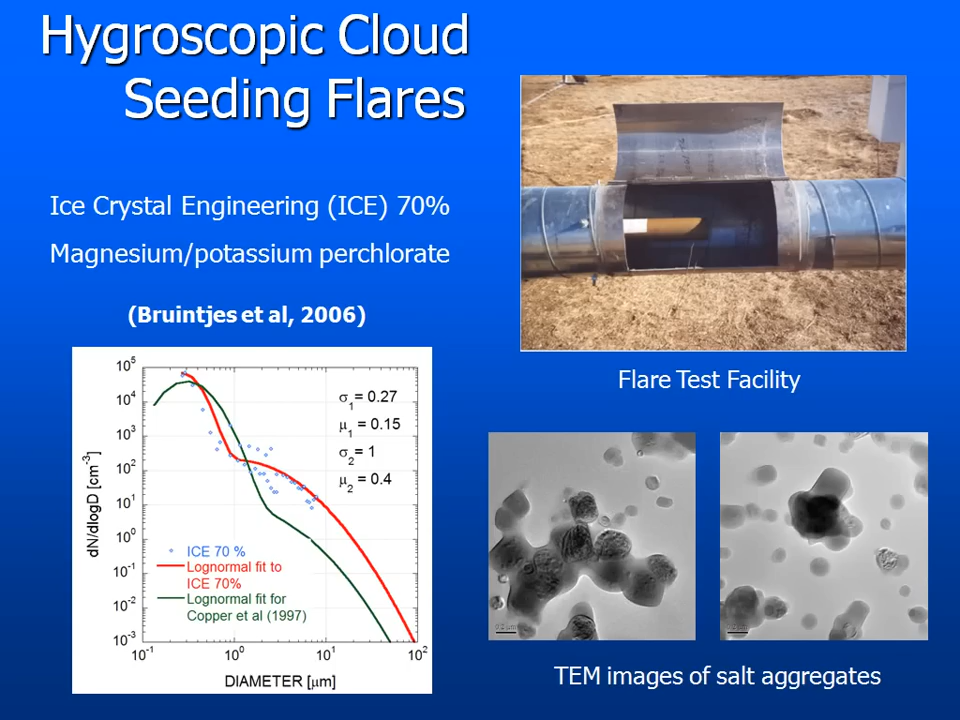 Hygroscopic Cloud
Seeding Flares
Ice Crystal Engineering (ICE) 70%
Magnesium/potassium perchlorate
(Bruintjes et al, 2006)
Flare Test Facility
dN/dlogD [cm⁻³]
10⁵
10⁴
10³
10²
10¹
10⁰
10⁻¹
10⁻²
10⁻³
σ₁= 0.27
μ₁ = 0.15
σ₂= 1
μ₂ = 0.4
ICE 70 %
Lognormal fit to
ICE 70%
Lognormal fit for
Copper et al (1997)
10⁻¹ 10⁰ 10¹ 10²
DIAMETER [μm]
TEM images of salt aggregates